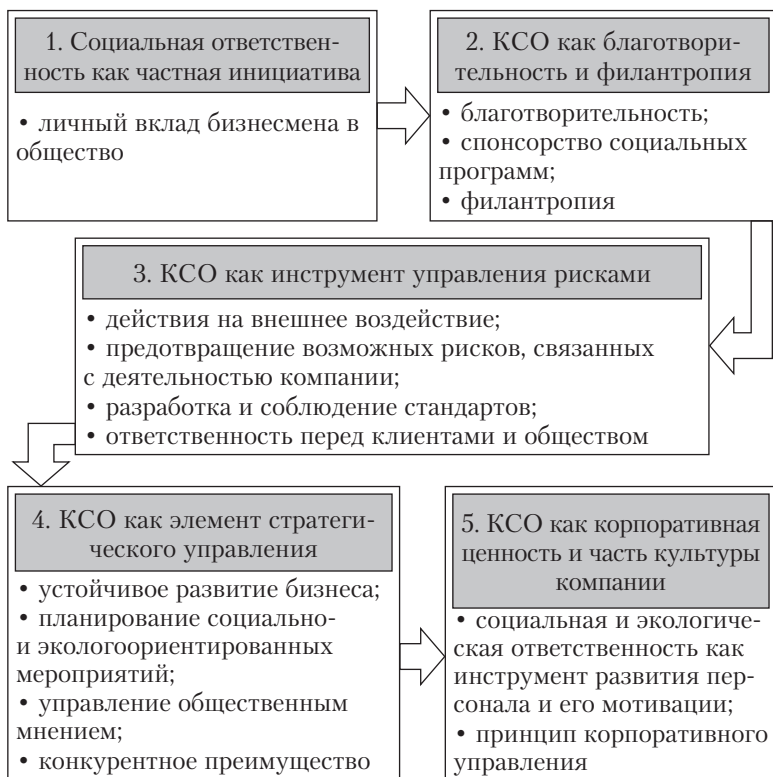 1. Социальная ответствен-
ность как частная инициатива
• личный вклад бизнесмена в
общество
2. КСО как благотвори-
тельность и филантропия
• благотворительность;
• спонсорство социальных
программ;
• филантропия
3. КСО как инструмент управления рисками
• действия на внешнее воздействие;
• предотвращение возможных рисков, связанных
с деятельностью компании;
• разработка и соблюдение стандартов;
• ответственность перед клиентами и обществом
4. КСО как элемент стратеги-
ческого управления
• устойчивое развитие бизнеса;
• планирование социально-
и экологоориентированных
мероприятий;
• управление общественным
мнением;
• конкурентное преимущество
5. КСО как корпоративная
ценность и часть культуры
компании
• социальная и экологиче-
ская ответственность как
инструмент развития пер-
сонала и его мотивации;
• принцип корпоративного
управления